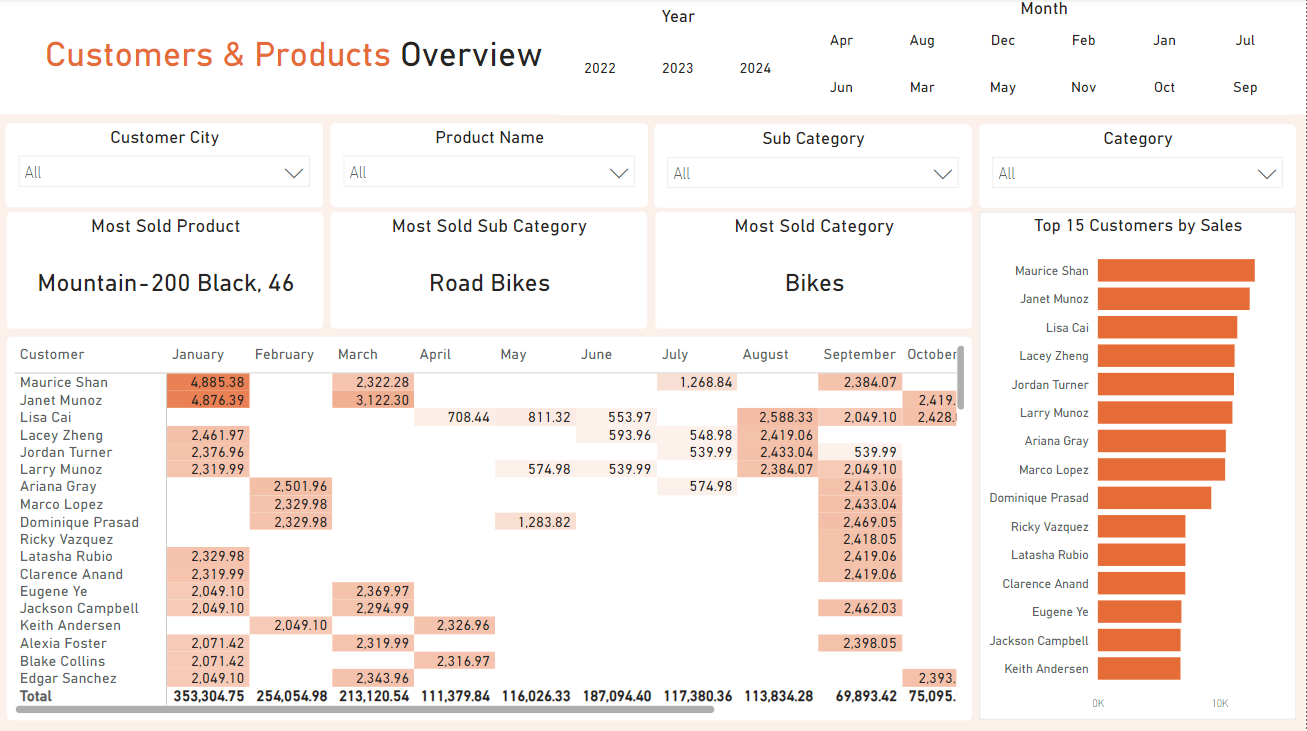 Customers & Products Overview
Year
2022 2023 2024
Month
Apr Aug Dec Feb Jan Jul
Jun Mar May Nov Oct Sep
Customer City
All
Product Name
All
Sub Category
All
Category
All
Most Sold Product
Mountain-200 Black, 46
Most Sold Sub Category
Road Bikes
Most Sold Category
Bikes
Customer January February March April May June July August September October
Maurice Shan 4,885.38 2,322.28 1,268.84 2,384.07
Janet Munoz 4,876.39 3,122.30 2,419.
Lisa Cai 708.44 811.32 553.97 2,588.33 2,049.10 2,428.
Lacey Zheng 2,461.97 593.96 548.98 2,419.06
Jordan Turner 2,376.96 539.99 2,433.04 539.99
Larry Munoz 2,319.99 574.98 539.99 2,384.07 2,049.10
Ariana Gray 2,501.96 574.98 2,413.06
Marco Lopez 2,329.98 2,433.04
Dominique Prasad 2,329.98 1,283.82 2,469.05
Ricky Vazquez 2,418.05
Latasha Rubio 2,329.98 2,419.06
Clarence Anand 2,319.99 2,419.06
Eugene Ye 2,049.10 2,369.97
Jackson Campbell 2,049.10 2,294.99 2,462.03
Keith Andersen 2,049.10 2,326.96
Alexia Foster 2,071.42 2,319.99 2,398.05
Blake Collins 2,071.42 2,316.97
Edgar Sanchez 2,049.10 2,343.96 2,393.
Total 353,304.75 254,054.98 213,120.54 111,379.84 116,026.33 187,094.40 117,380.36 113,834.28 69,893.42 75,095.
Top 15 Customers by Sales
Maurice Shan
Janet Munoz
Lisa Cai
Lacey Zheng
Jordan Turner
Larry Munoz
Ariana Gray
Marco Lopez
Dominique Prasad
Ricky Vazquez
Latasha Rubio
Clarence Anand
Eugene Ye
Jackson Campbell
Keith Andersen
0K 10K